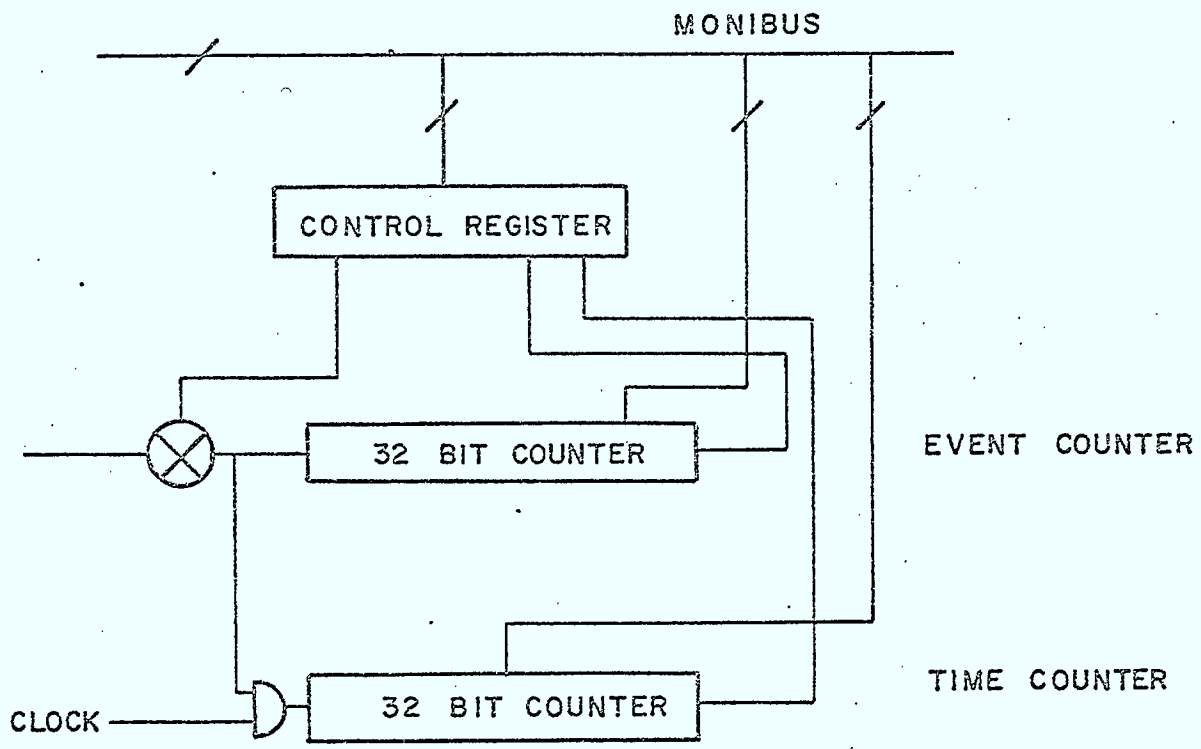 MONIBUS
CONTROL REGISTER
32 BIT COUNTER
EVENT COUNTER
32 BIT COUNTER
TIME COUNTER
CLOCK